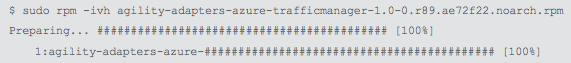 $ sudo rpm -ivh agility-adapters-azure-trafficmanager-1.0-0.r89.ae72f22.noarch.rpm
Preparing... ########################################### [100%]
1:agility-adapters-azure-########################################### [100%]